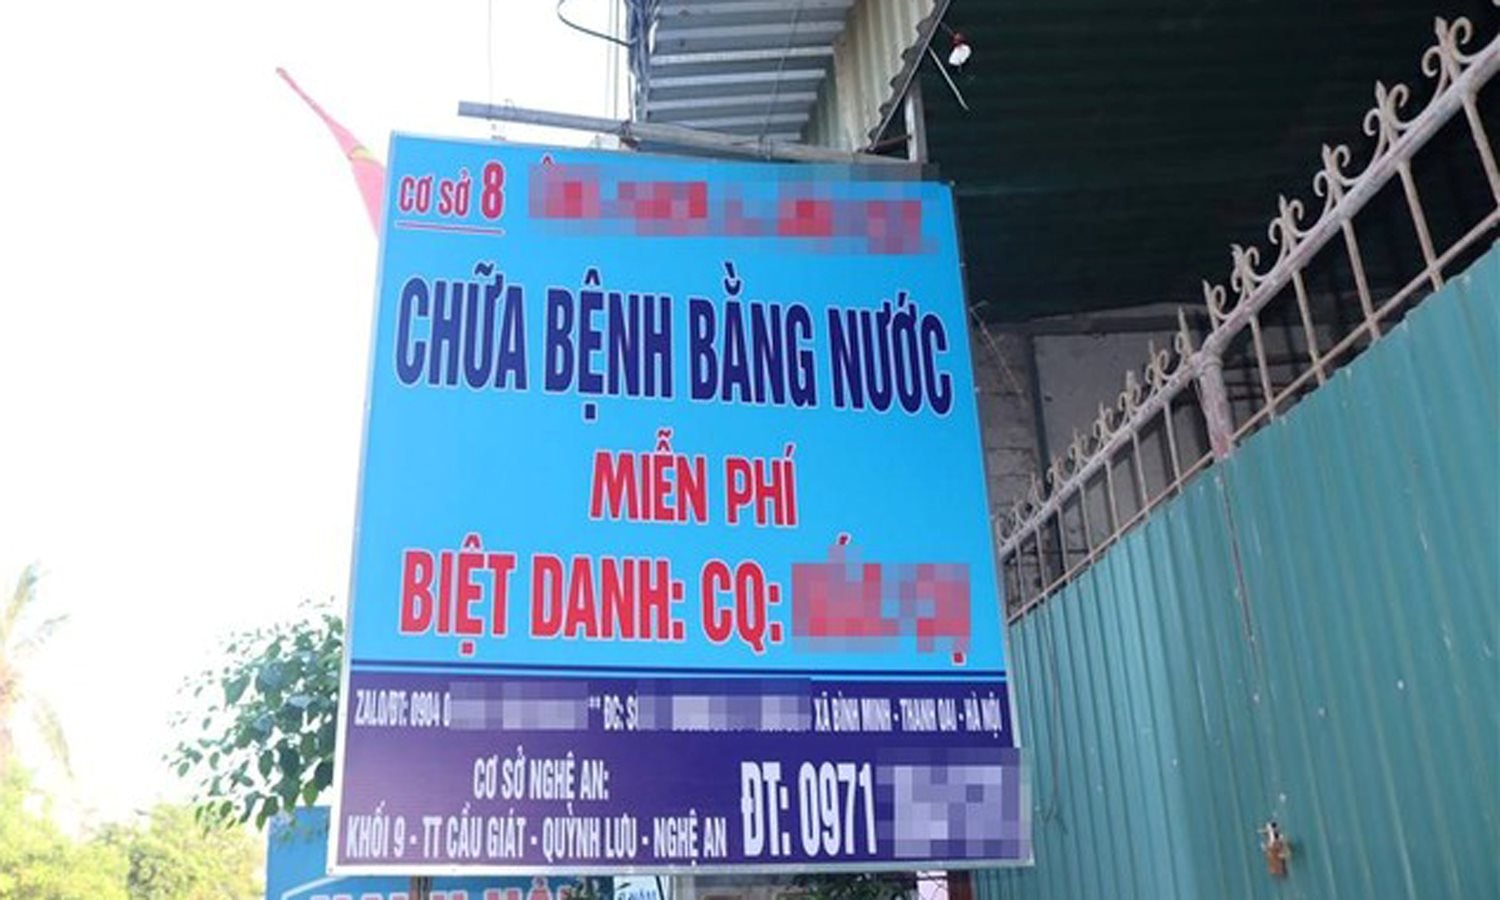 CƠ SỞ 8
CHỮA BỆNH BẰNG NƯỚC
MIỄN PHÍ
BIỆT DANH: CQ:
ZALO/ĐT: 0904 ĐC: XÃ BÌNH MINH - THANH OAI - HÀ NỘI
CƠ SỞ NGHỆ AN:
KHỐI 9 - TT CẦU GIÁT - QUỲNH LƯU - NGHỆ AN
ĐT: 0971